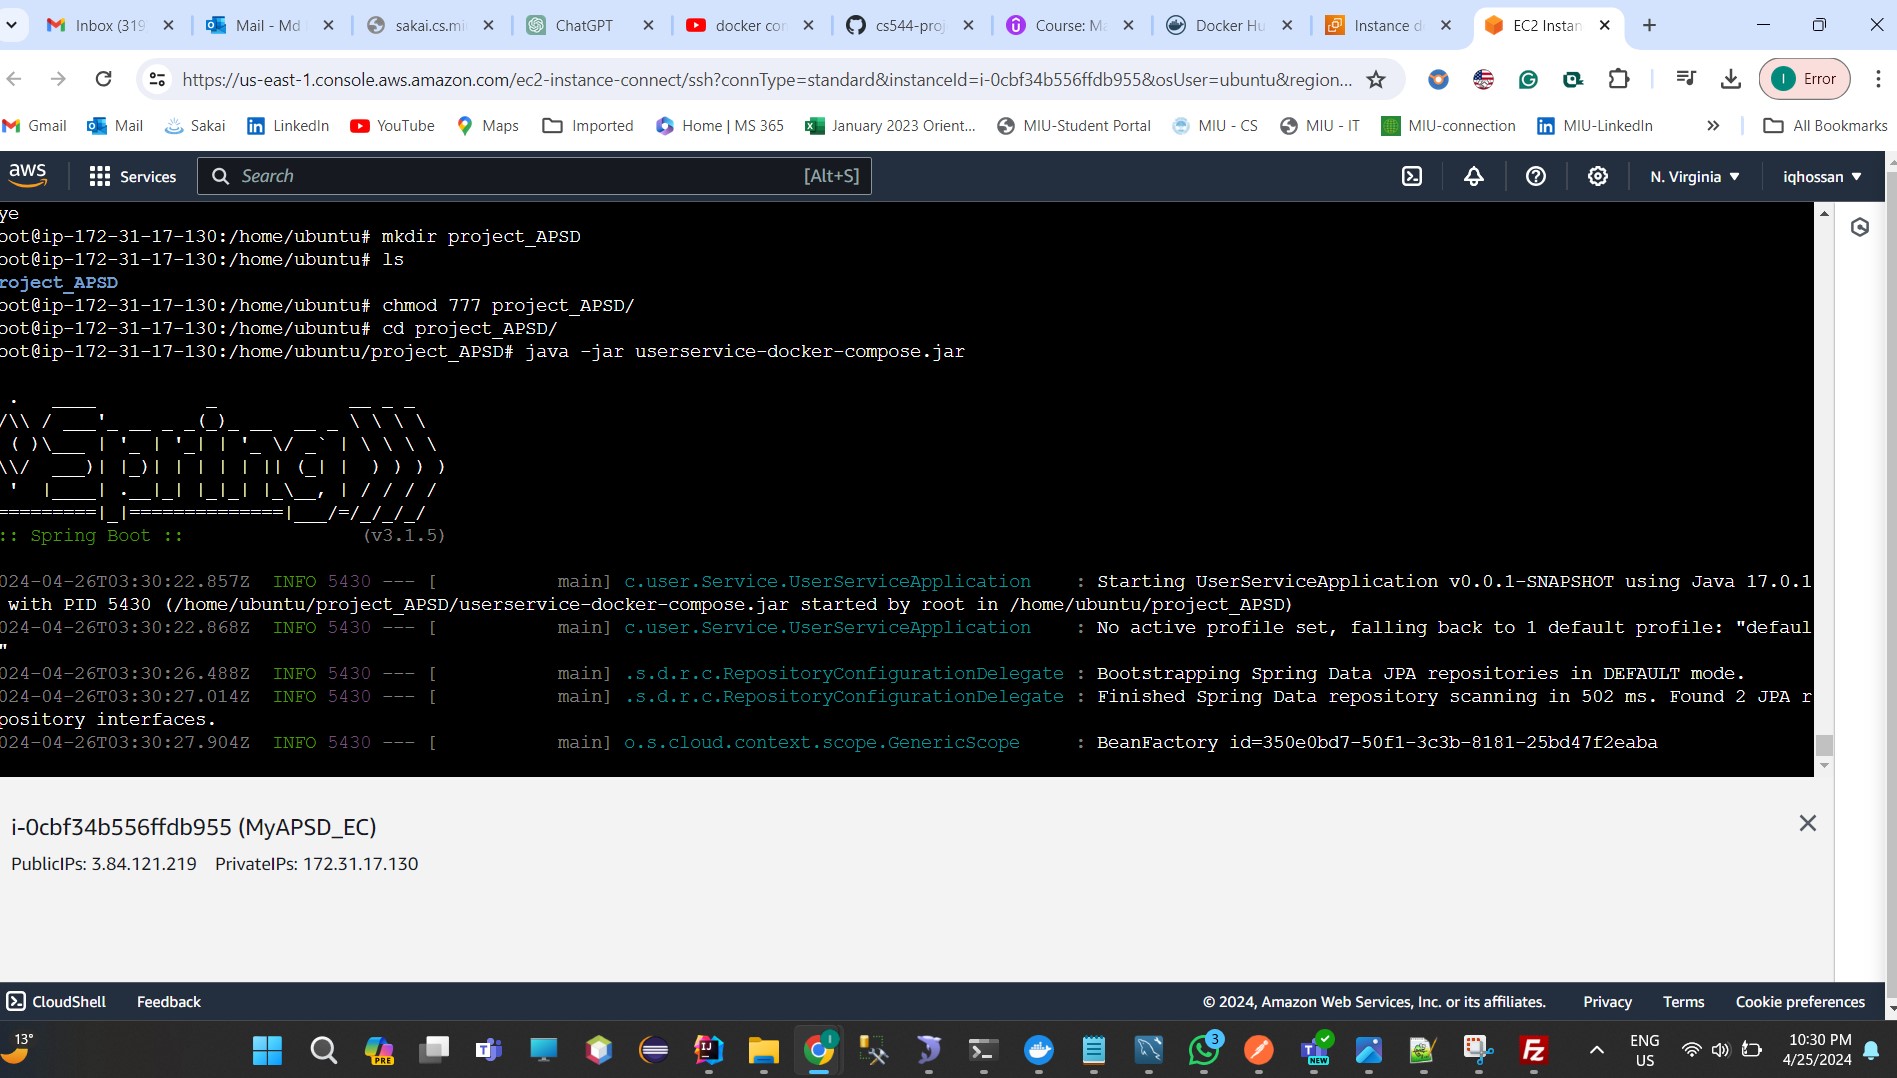 Inbox (319
Mail - Md
sakai.cs.mi
ChatGPT
docker con
cs544-proj
Course: Ma
Docker Hu
Instance de
EC2 Instan
https://us-east-1.console.aws.amazon.com/ec2-instance-connect/ssh?connType=standard&instanceId=i-0cbf34b556ffdb955&osUser=ubuntu&region...
Error
Gmail
Mail
Sakai
LinkedIn
YouTube
Maps
Imported
Home | MS 365
January 2023 Orient...
MIU-Student Portal
MIU - CS
MIU - IT
MIU-connection
MIU-LinkedIn
All Bookmarks
aws
Services
Search
[Alt+S]
N. Virginia
iqhossan
ye
oot@ip-172-31-17-130:/home/ubuntu# mkdir project_APSD
oot@ip-172-31-17-130:/home/ubuntu# ls
roject_APSD
oot@ip-172-31-17-130:/home/ubuntu# chmod 777 project_APSD/
oot@ip-172-31-17-130:/home/ubuntu# cd project_APSD/
oot@ip-172-31-17-130:/home/ubuntu/project_APSD# java -jar userservice-docker-compose.jar
Spring
:: Spring Boot :: (v3.1.5)
024-04-26T03:30:22.857Z INFO 5430 --- [ main] c.user.Service.UserServiceApplication : Starting UserServiceApplication v0.0.1-SNAPSHOT using Java 17.0.1
with PID 5430 (/home/ubuntu/project_APSD/userservice-docker-compose.jar started by root in /home/ubuntu/project_APSD)
024-04-26T03:30:22.868Z INFO 5430 --- [ main] c.user.Service.UserServiceApplication : No active profile set, falling back to 1 default profile: "defaul
"
024-04-26T03:30:26.488Z INFO 5430 --- [ main] .s.d.r.c.RepositoryConfigurationDelegate : Bootstrapping Spring Data JPA repositories in DEFAULT mode.
024-04-26T03:30:27.014Z INFO 5430 --- [ main] .s.d.r.c.RepositoryConfigurationDelegate : Finished Spring Data repository scanning in 502 ms. Found 2 JPA r
pository interfaces.
024-04-26T03:30:27.904Z INFO 5430 --- [ main] o.s.cloud.context.scope.GenericScope : BeanFactory id=350e0bd7-50f1-3c3b-8181-25bd47f2eaba
i-0cbf34b556ffdb955 (MyAPSD_EC)
PublicIPs: 3.84.121.219 PrivateIPs: 172.31.17.130
CloudShell
Feedback
© 2024, Amazon Web Services, Inc. or its affiliates.
Privacy
Terms
Cookie preferences
13°
PRE
3
NEW
ENG
US
10:30 PM
4/25/2024